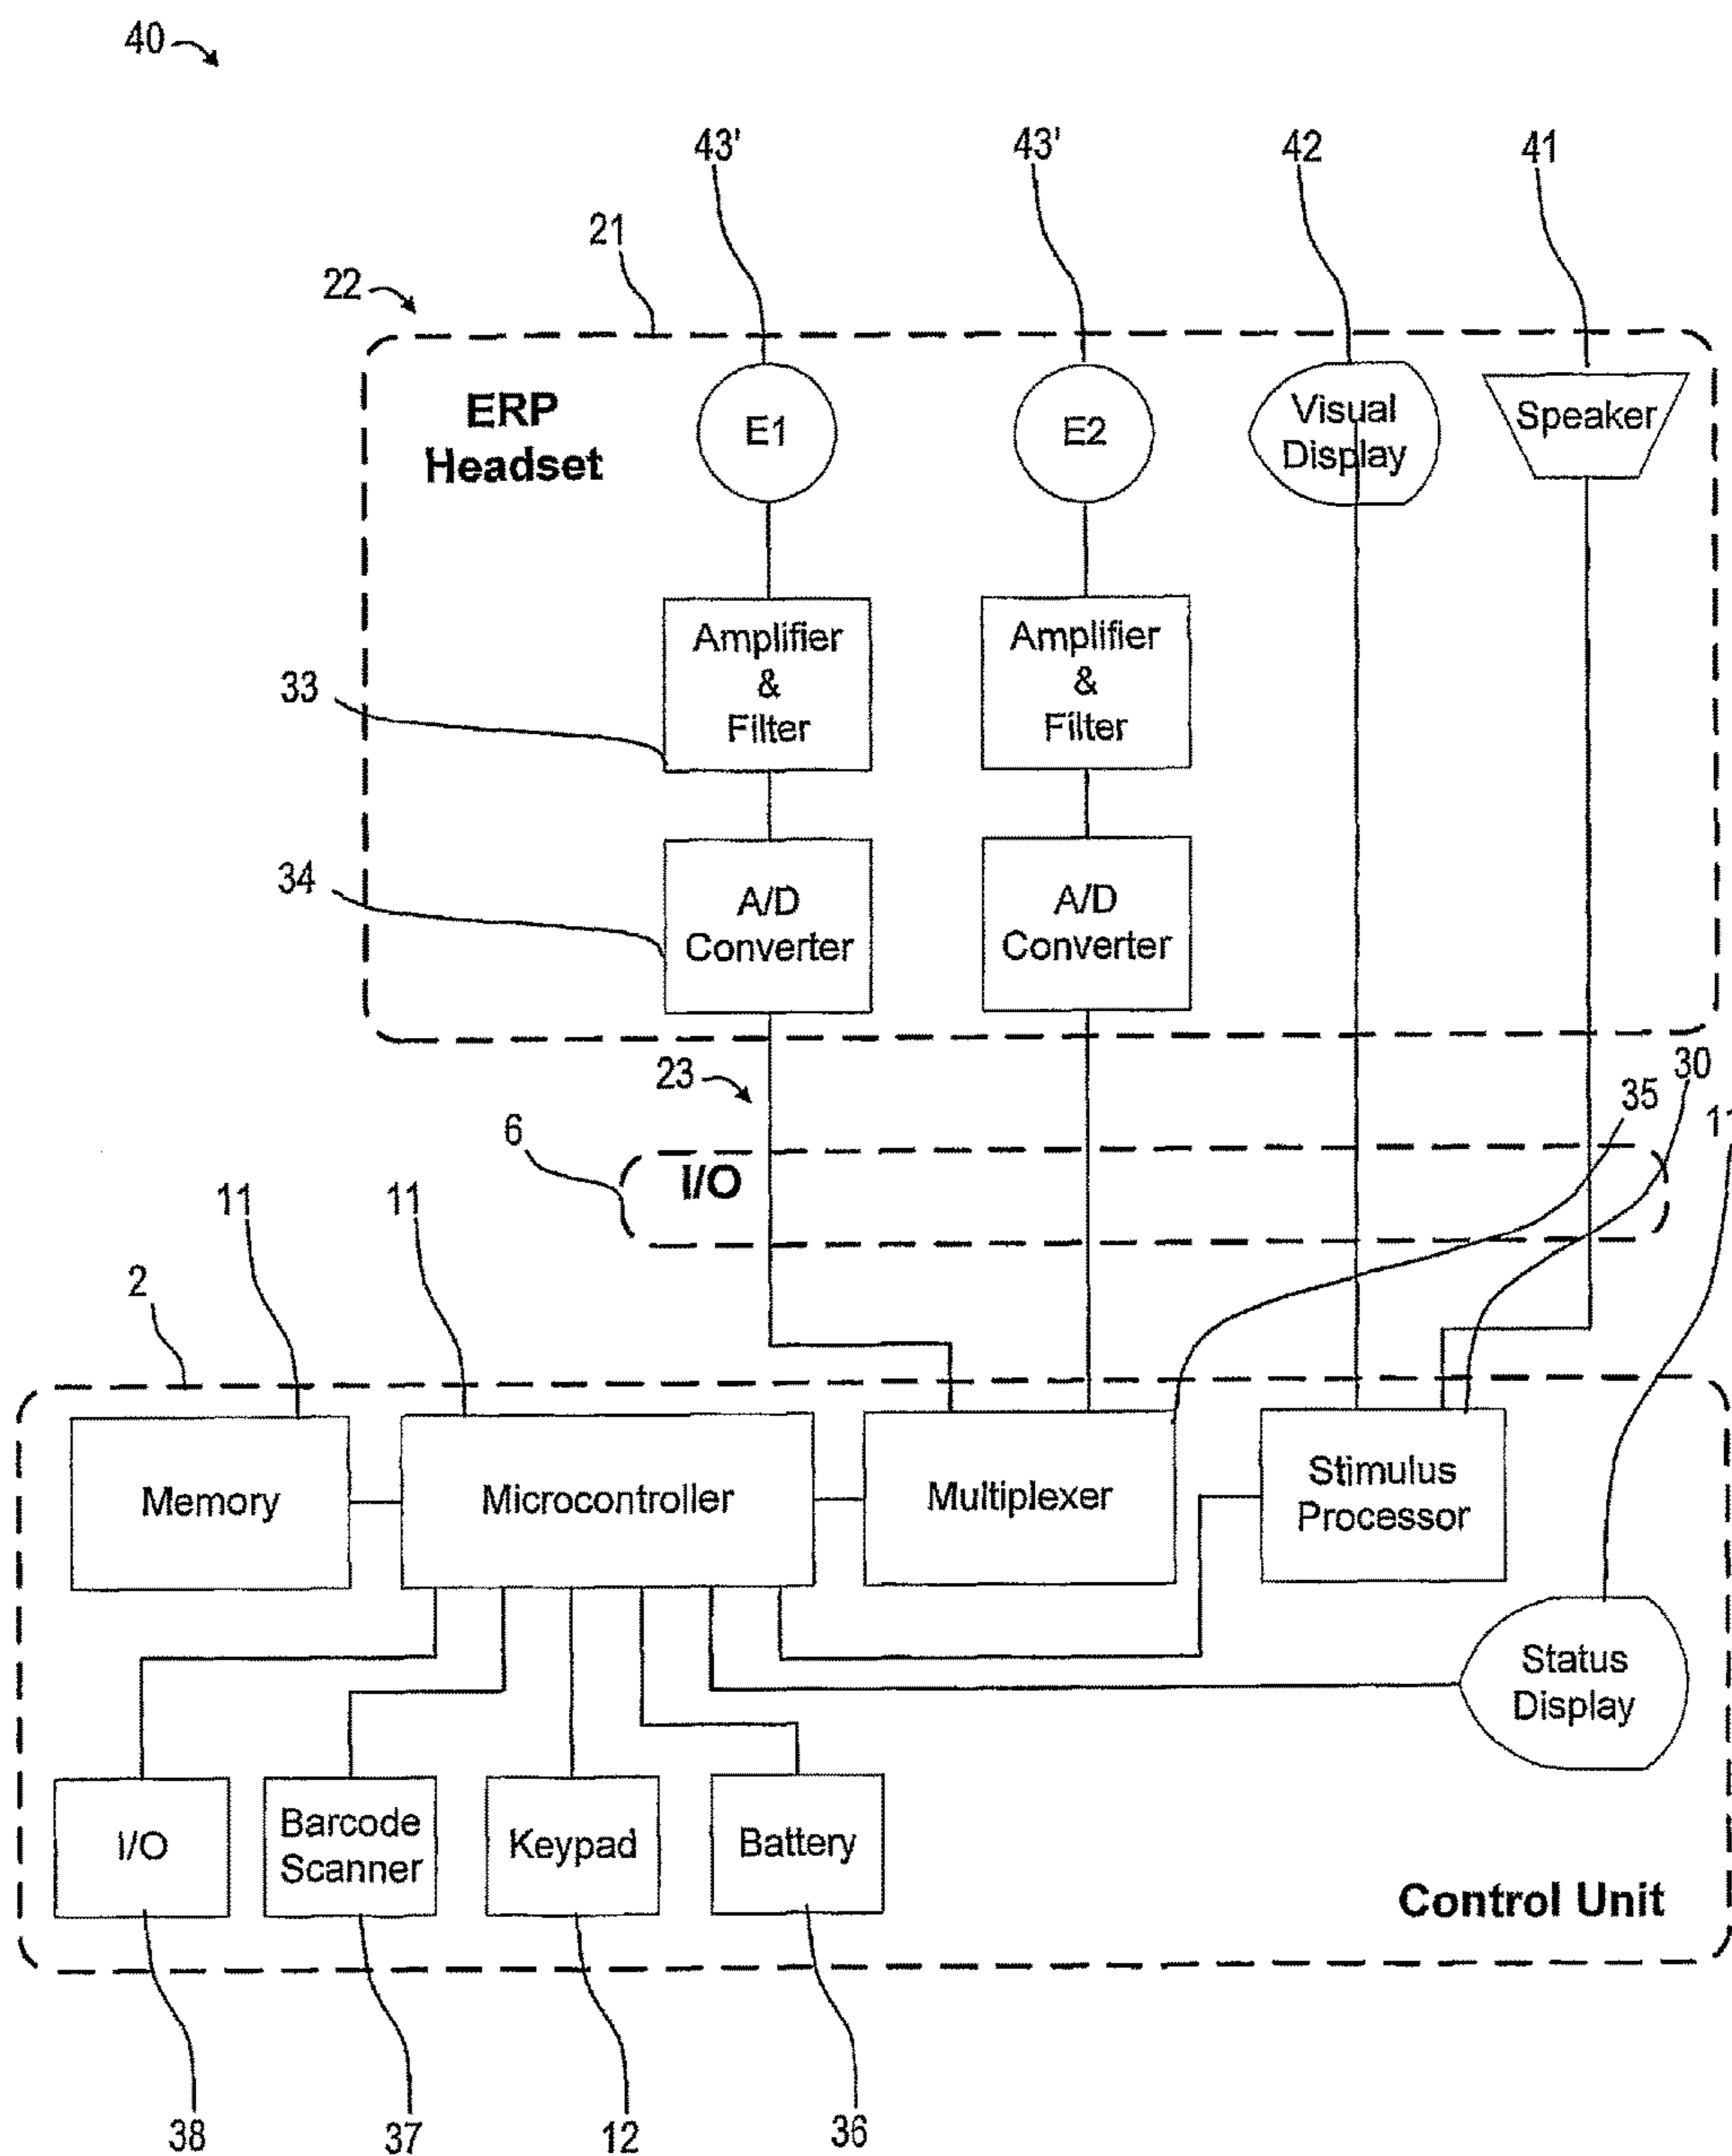 40
43'
43'
42
41
21
22
ERP
Headset
E1
E2
Visual
Display
Speaker
Amplifier
&
Filter
Amplifier
&
Filter
33
34
A/D
Converter
A/D
Converter
23
30
35
11
6
I/O
11
11
2
Memory
Microcontroller
Multiplexer
Stimulus
Processor
Status
Display
I/O
Barcode
Scanner
Keypad
Battery
Control Unit
38
37
12
36